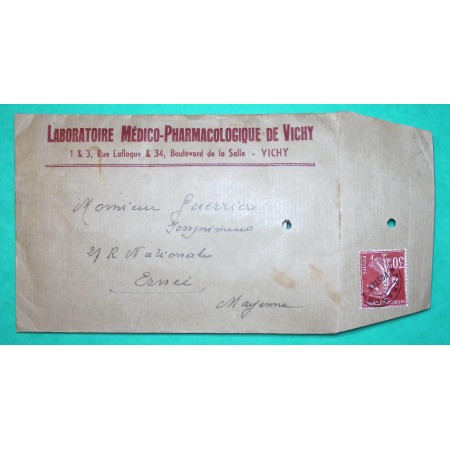 LABORATOIRE MÉDICO-PHARMACOLOGIQUE DE VICHY
1 & 3, Rue Lafloque & 34, Boulevard de la Salle - VICHY
Monsieur Guerrier
21 R Nationale
Ernée
Mayenne
30